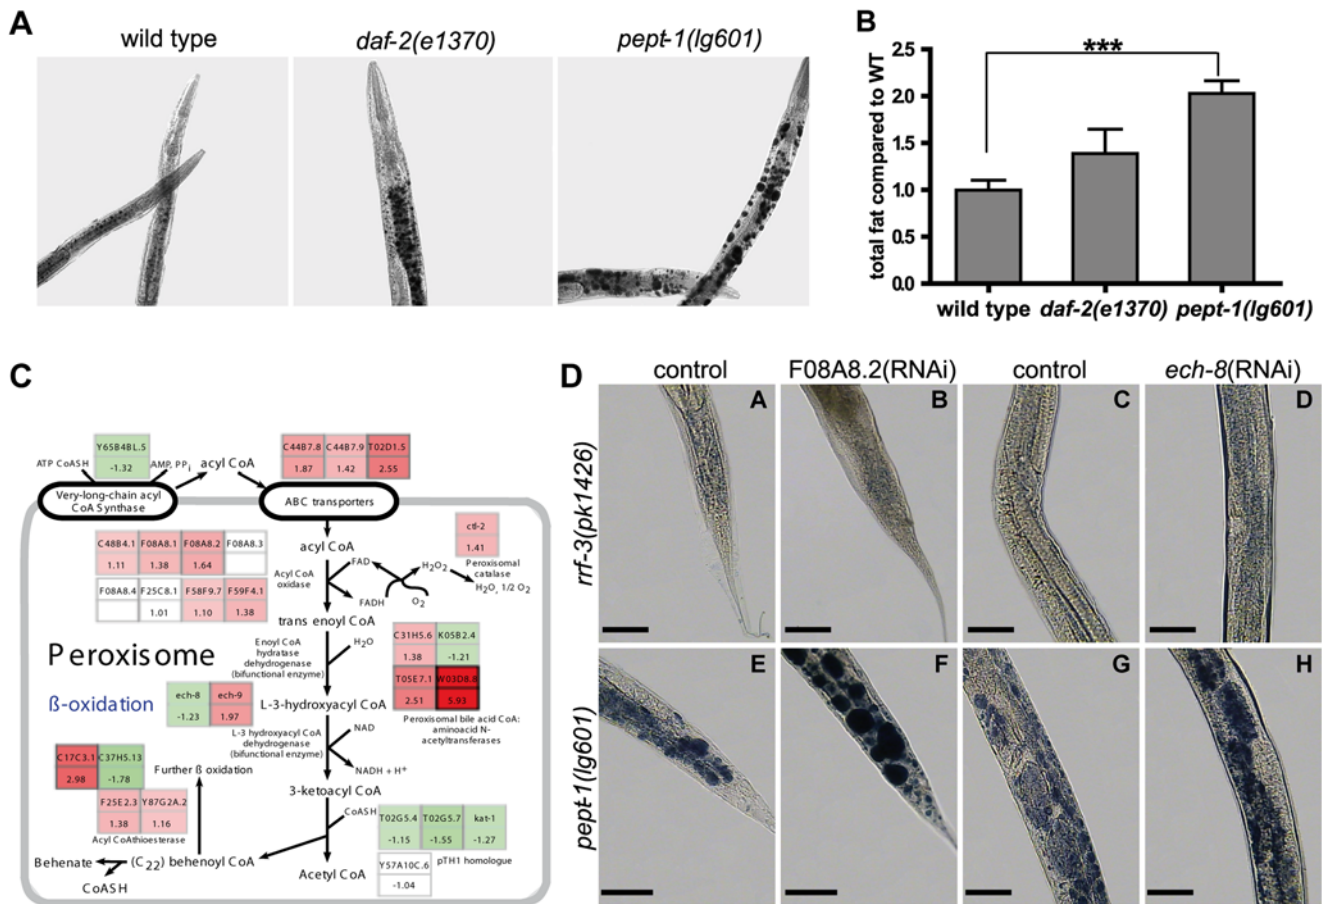 A
wild type
daf-2(e1370)
pept-1(lg601)
B
total fat compared to WT
2.5
2.0
1.5
1.0
0.5
0.0
***
wild type daf-2(e1370) pept-1(lg601)
C
Y65B4BL.5
-1.32
ATP CoASH
AMP, PPi
acyl CoA
C44B7.8 C44B7.9 T02D1.5
1.87 1.42 2.55
Very-long-chain acyl
CoA Synthase
ABC transporters
C48B4.1 F08A8.1 F08A8.2 F08A8.3
1.11 1.38 1.64
F08A8.4 F25C8.1 F58F9.7 F59F4.1
1.01 1.10 1.38
acyl CoA
Acyl CoA
oxidase
FAD
FADH
H2O2
O2
ctl-2
1.41
Peroxisomal
catalase
H2O, 1/2 O2
trans enoyl CoA
Enoyl CoA
hydratase
dehydrogenase
(bifunctional enzyme)
H2O
C31H5.6 K05B2.4
1.38 -1.21
T05E7.1 W03D8.8
2.51 5.93
Peroxisomal bile acid CoA:
aminoacid N-
acetyltransferases
Peroxisome
ß-oxidation
ech-8 ech-9
-1.23 1.97
L-3-hydroxyacyl CoA
L-3 hydroxyacyl CoA
dehydrogenase
(bifunctional enzyme)
NAD
NADH + H+
C17C3.1 C37H5.13
2.98 -1.78
F25E2.3 Y87G2A.2
1.38 1.16
Acyl CoAthioesterase
Further ß oxidation
3-ketoacyl CoA
CoASH
T02G5.4 T02G5.7 kat-1
-1.15 -1.55 -1.27
Y57A10C.6
-1.04
pTH1 homologue
Behenate
(C22) behenoyl CoA
CoASH
Acetyl CoA
D
control
F08A8.2(RNAi)
control
ech-8(RNAi)
rrf-3(pk1426)
A
B
C
D
pept-1(lg601)
E
F
G
H